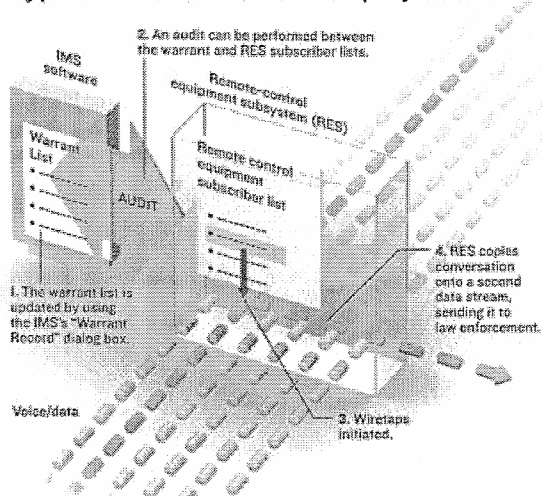 2. An audit can be performed between
the warrant and RES subscriber lists.
IMS
software
Remote-control
equipment subsystem (RES)
Warrant
List
AUDIT
Remote control
equipment
subscriber list
4. RES copies
conversation
onto a second
data stream,
sending it to
law enforcement.
1. The warrant list is
updated by using
the IMS's "Warrant
Record" dialog box.
Voice/data
3. Wiretaps
initiated.